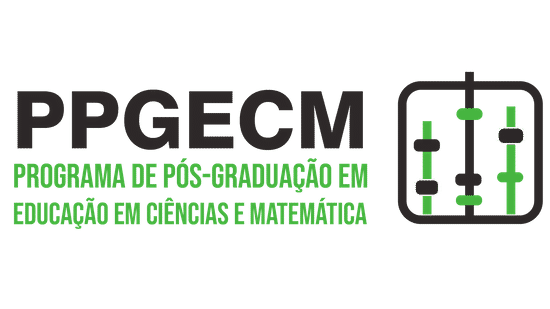 PPGECM
PROGRAMA DE PÓS-GRADUAÇÃO EM
EDUCAÇÃO EM CIÊNCIAS E MATEMÁTICA